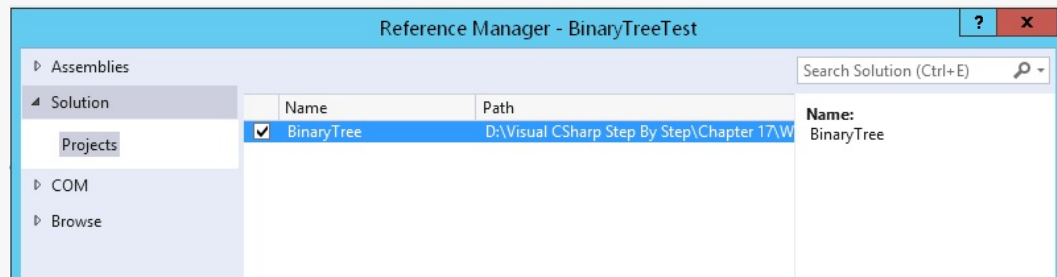 Reference Manager - BinaryTreeTest
? x
Assemblies
Solution
Projects
COM
Browse
Name Path
BinaryTree D:\Visual CSharp Step By Step\Chapter 17\W
Search Solution (Ctrl+E)
Name:
BinaryTree